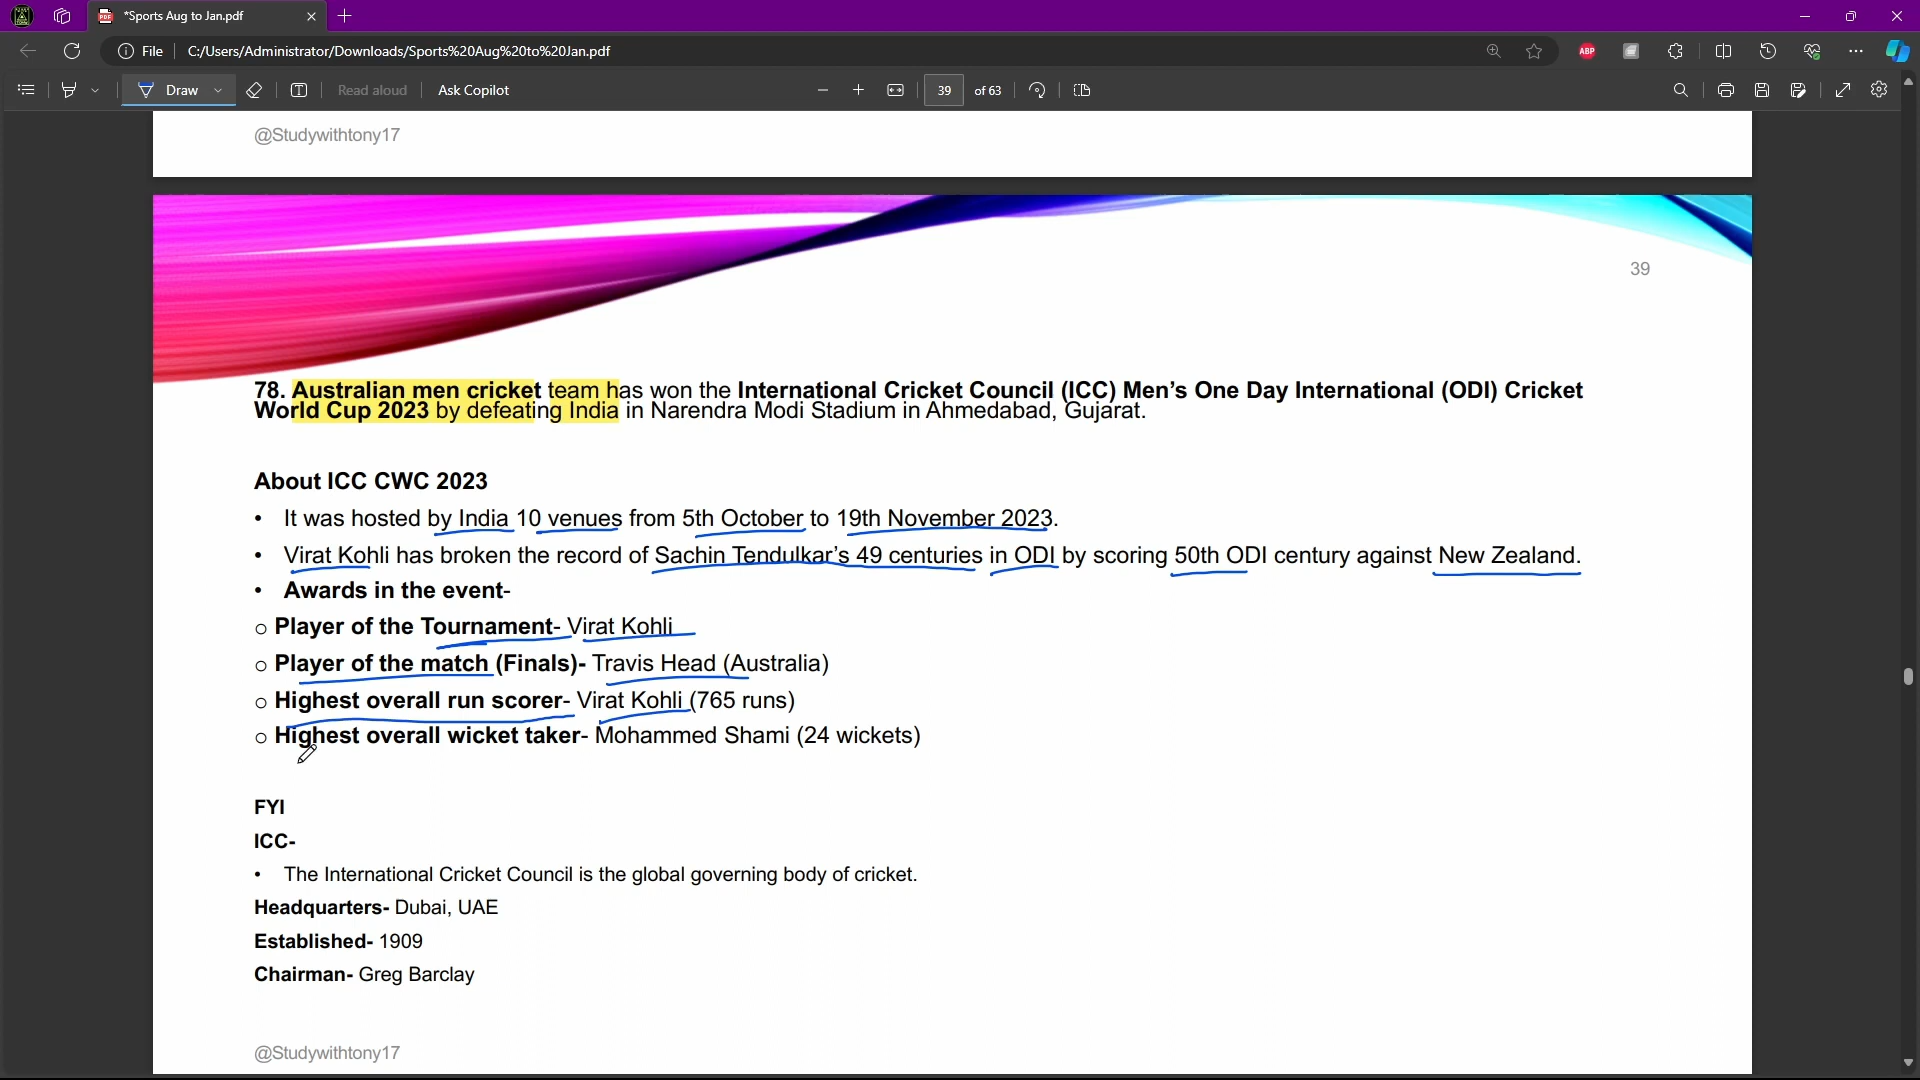 *Sports Aug to Jan.pdf
File
C:/Users/Administrator/Downloads/Sports%20Aug%20to%20Jan.pdf
ABP
Draw
Read aloud
Ask Copilot
39 of 63
@Studywithtony17
39
78. Australian men cricket team has won the International Cricket Council (ICC) Men’s One Day International (ODI) Cricket
World Cup 2023 by defeating India in Narendra Modi Stadium in Ahmedabad, Gujarat.
About ICC CWC 2023
• It was hosted by India 10 venues from 5th October to 19th November 2023.
• Virat Kohli has broken the record of Sachin Tendulkar’s 49 centuries in ODI by scoring 50th ODI century against New Zealand.
• Awards in the event-
o Player of the Tournament- Virat Kohli
o Player of the match (Finals)- Travis Head (Australia)
o Highest overall run scorer- Virat Kohli (765 runs)
o Highest overall wicket taker- Mohammed Shami (24 wickets)
FYI
ICC-
• The International Cricket Council is the global governing body of cricket.
Headquarters- Dubai, UAE
Established- 1909
Chairman- Greg Barclay
@Studywithtony17